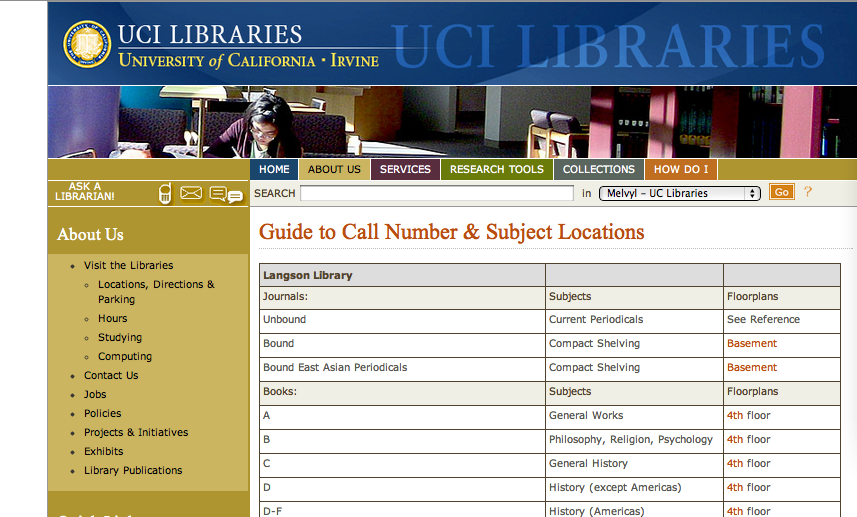 UCI LIBRARIES
UNIVERSITY of CALIFORNIA · IRVINE
UCI LIBRARIES
HOME
ABOUT US
SERVICES
RESEARCH TOOLS
COLLECTIONS
HOW DO I
ASK A
LIBRARIAN!
SEARCH
in
Melvyl – UC Libraries
Go
?
About Us
Visit the Libraries
Locations, Directions &
Parking
Hours
Studying
Computing
Contact Us
Jobs
Policies
Projects & Initiatives
Exhibits
Library Publications
Guide to Call Number & Subject Locations
Langson Library
Journals: Subjects Floorplans
Unbound Current Periodicals See Reference
Bound Compact Shelving Basement
Bound East Asian Periodicals Compact Shelving Basement
Books: Subjects Floorplans
A General Works 4th floor
B Philosophy, Religion, Psychology 4th floor
C General History 4th floor
D History (except Americas) 4th floor
D-F History (Americas) 4th floor